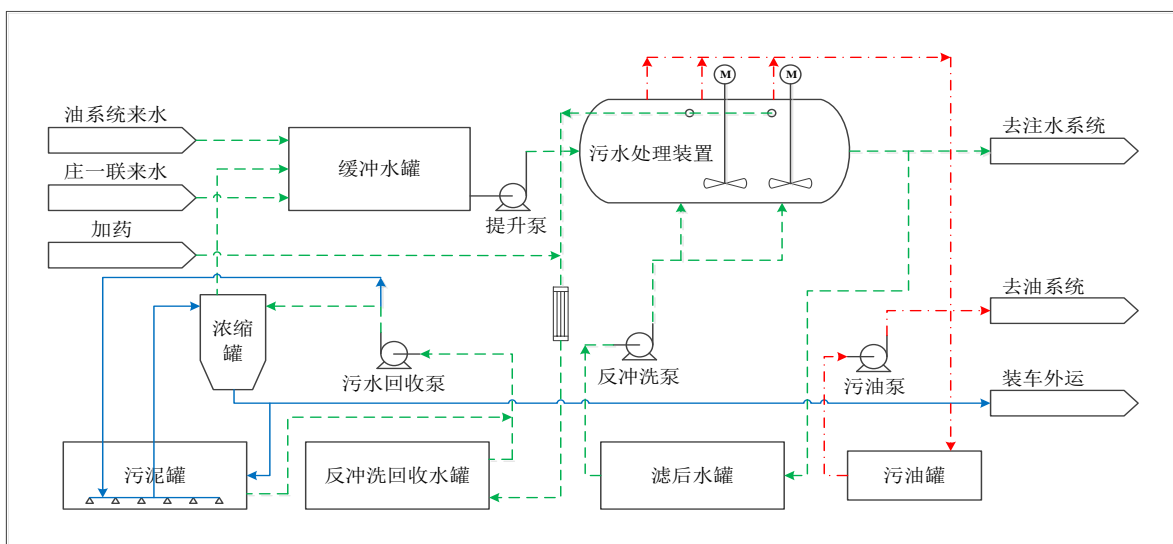 油系统来水
庄一联来水
加药
缓冲水罐
提升泵
M
M
污水处理装置
去注水系统
去油系统
装车外运
浓缩
罐
污水回收泵
反冲洗泵
污油泵
污泥罐
反冲洗回收水罐
滤后水罐
污油罐